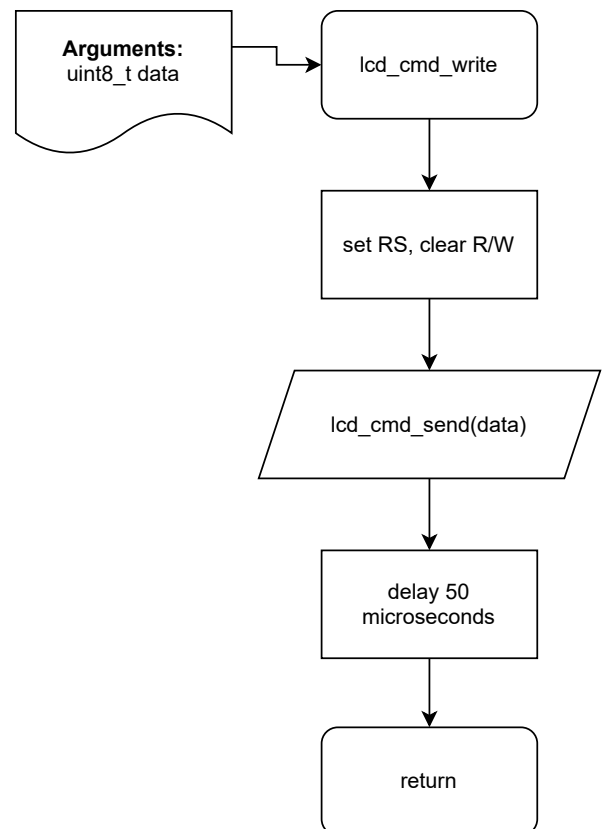 Arguments:
uint8_t data
lcd_cmd_write
set RS, clear R/W
lcd_cmd_send(data)
delay 50
microseconds
return